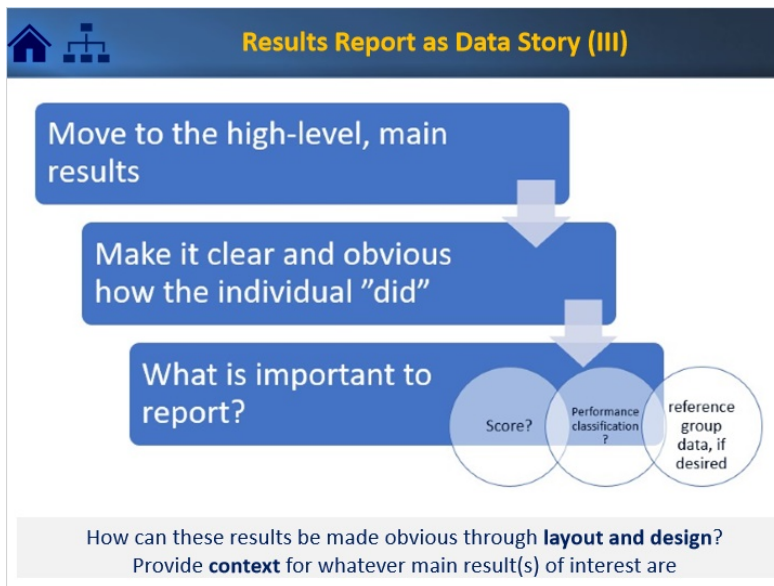 Results Report as Data Story (III)
Move to the high-level, main
results
Make it clear and obvious
how the individual ”did”
What is important to
report?
Score?
Performance
classification
?
reference
group
data, if
desired
How can these results be made obvious through layout and design?
Provide context for whatever main result(s) of interest are